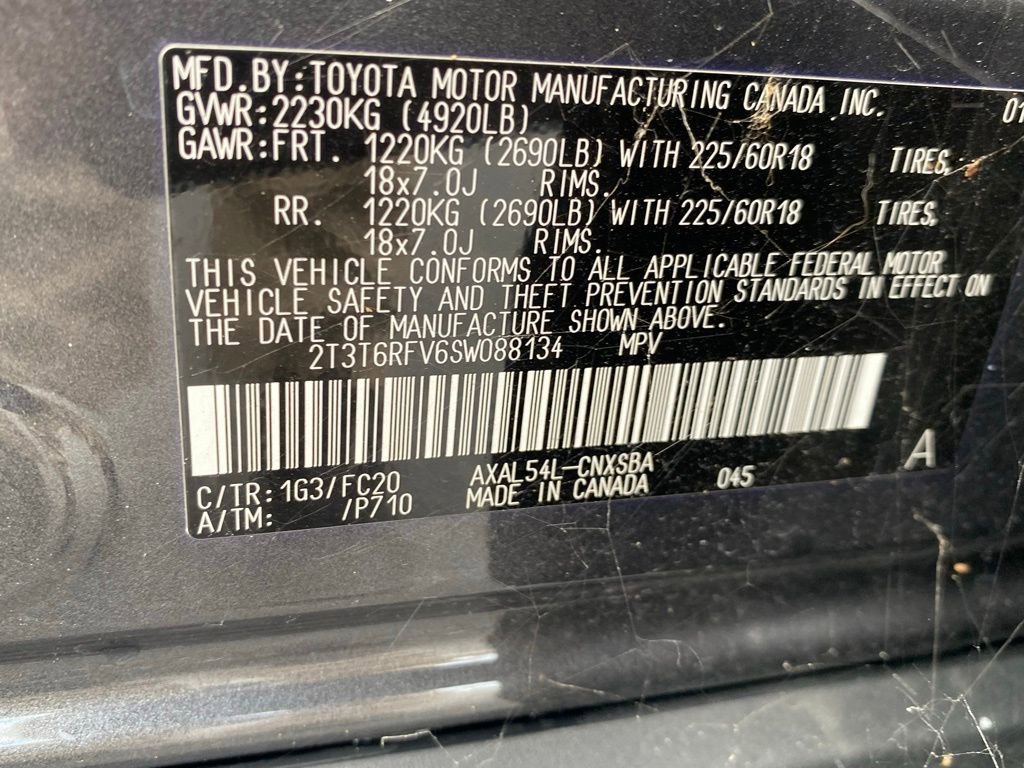 MFD.BY:TOYOTA MOTOR MANUFACTURING CANADA INC. 01
GVWR:2230KG (4920LB)
GAWR:FRT. 1220KG (2690LB) WITH 225/60R18 TIRES,
18x7.0J RIMS.
RR. 1220KG (2690LB) WITH 225/60R18 TIRES,
18x7.0J RIMS.
THIS VEHICLE CONFORMS TO ALL APPLICABLE FEDERAL MOTOR
VEHICLE SAFETY AND THEFT PREVENTION STANDARDS IN EFFECT ON
THE DATE OF MANUFACTURE SHOWN ABOVE.
2T3T6RFV6SW088134 MPV
C/TR: 1G3/FC20 AXAL54L-CNXSBA 045 A
A/TM: /P710 MADE IN CANADA